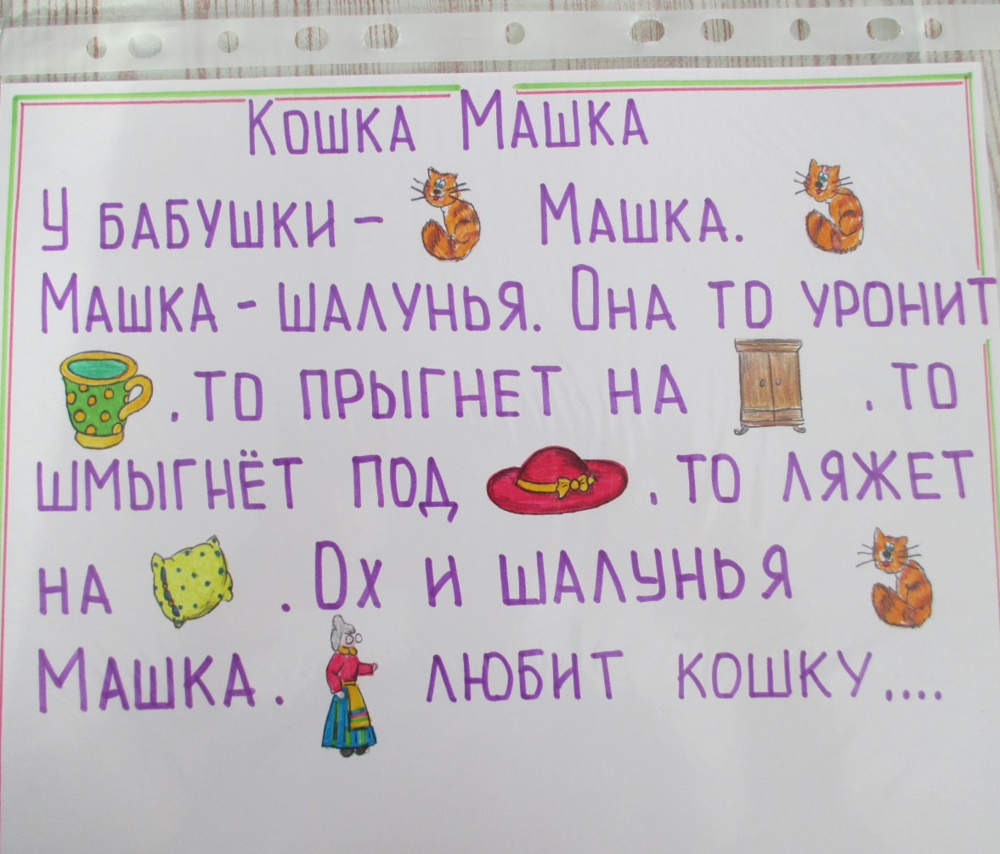 Кошка Машка
У бабушки - Машка.
Машка - шалунья. Она то уронит
, то прыгнет на , то
шмыгнёт под , то ляжет
на . Ох и шалунья
Машка. любит кошку....